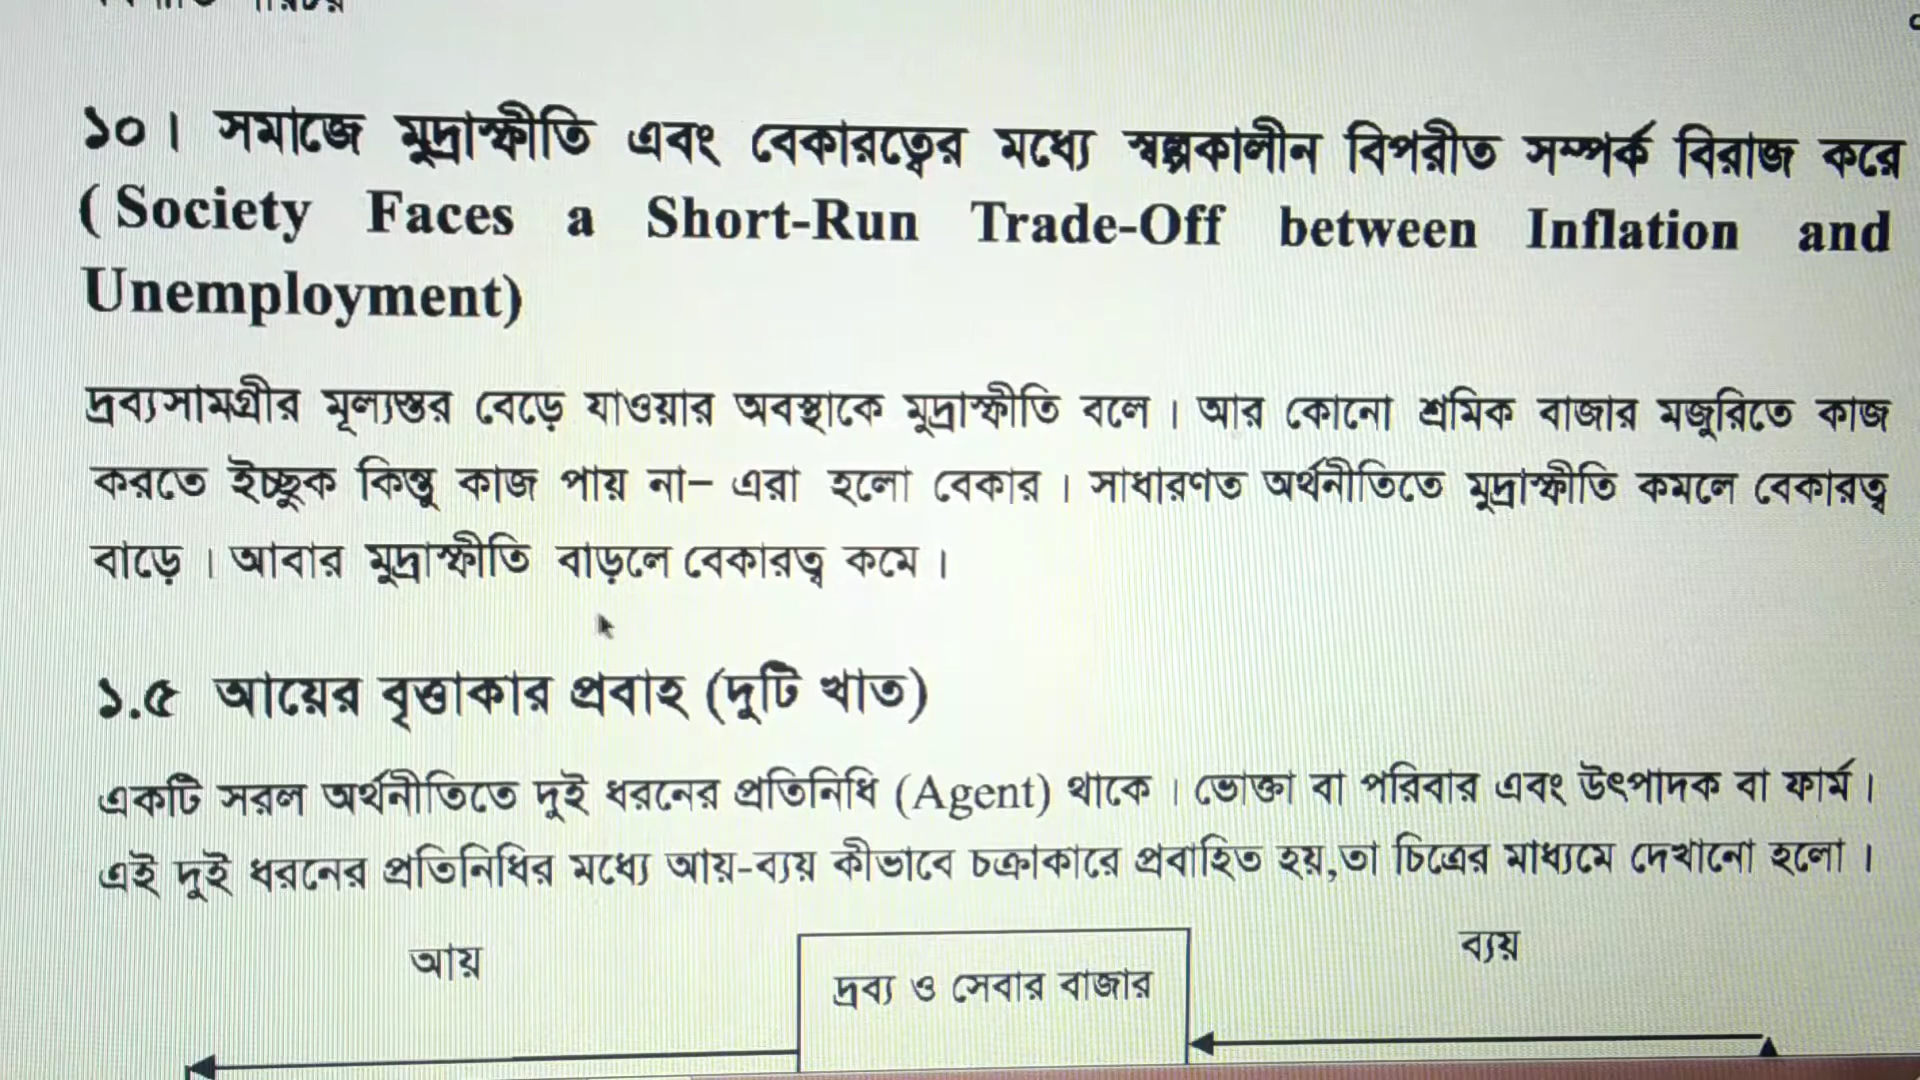 ১০। সমাজে মুদ্রাস্ফীতি এবং বেকারত্বের মধ্যে স্বল্পকালীন বিপরীত সম্পর্ক বিরাজ করে
( Society Faces a Short-Run Trade-Off between Inflation and
Unemployment)
দ্রব্যসামগ্রীর মূল্যস্তর বেড়ে যাওয়ার অবস্থাকে মুদ্রাস্ফীতি বলে। আর কোনো শ্রমিক বাজার মজুরিতে কাজ
করতে ইচ্ছুক কিন্তু কাজ পায় না– এরা হলো বেকার। সাধারণত অর্থনীতিতে মুদ্রাস্ফীতি কমলে বেকারত্ব
বাড়ে। আবার মুদ্রাস্ফীতি বাড়লে বেকারত্ব কমে।
১.৫ আয়ের বৃত্তাকার প্রবাহ (দুটি খাত)
একটি সরল অর্থনীতিতে দুই ধরনের প্রতিনিধি (Agent) থাকে। ভোক্তা বা পরিবার এবং উৎপাদক বা ফার্ম।
এই দুই ধরনের প্রতিনিধির মধ্যে আয়-ব্যয় কীভাবে চক্রাকারে প্রবাহিত হয়,তা চিত্রের মাধ্যমে দেখানো হলো।
আয়
দ্রব্য ও সেবার বাজার
ব্যয়